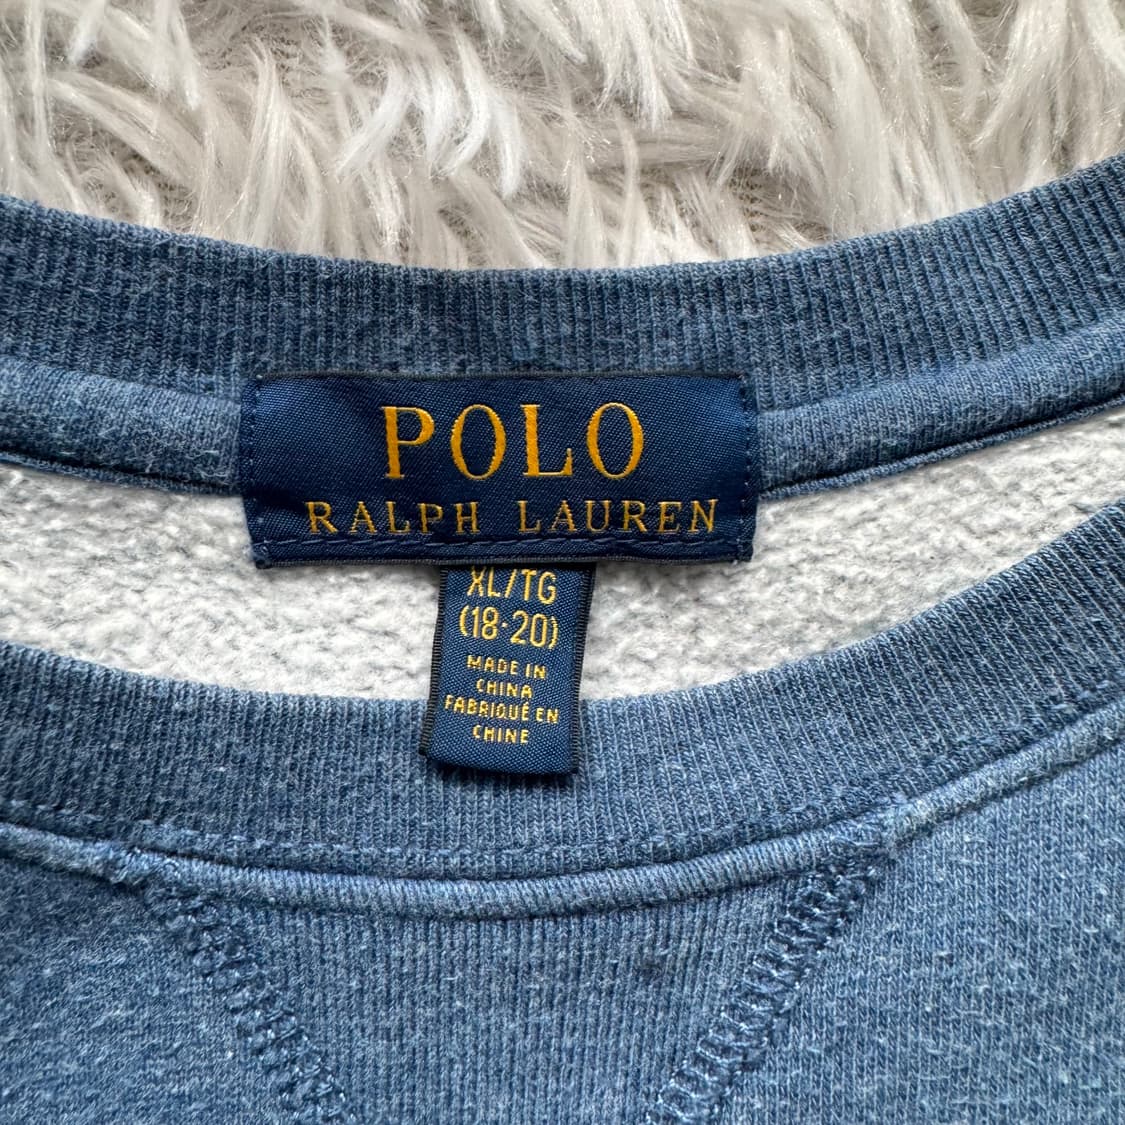 POLO
RALPH LAUREN
XL/TG
(18-20)
MADE IN
CHINA
FABRIQUÉ EN
CHINE